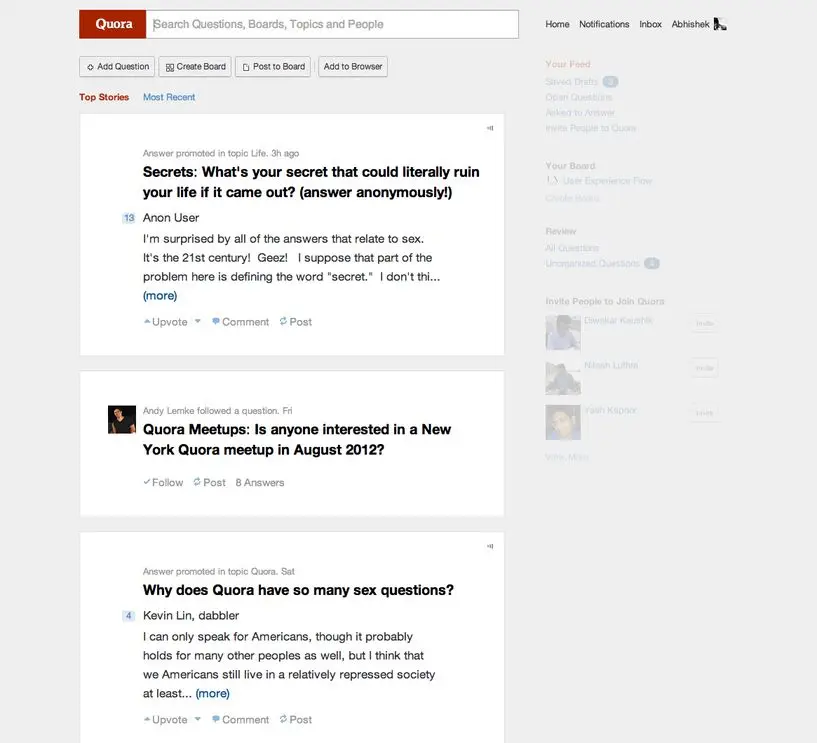 Quora
Search Questions, Boards, Topics and People
Home Notifications Inbox Abhishek
Add Question Create Board Post to Board Add to Browser
Top Stories Most Recent
Answer promoted in topic Life. 3h ago
Secrets: What's your secret that could literally ruin
your life if it came out? (answer anonymously!)
13 Anon User
I'm surprised by all of the answers that relate to sex.
It's the 21st century! Geez! I suppose that part of the
problem here is defining the word "secret." I don't thi...
(more)
Upvote Comment Post
Andy Lemke followed a question. Fri
Quora Meetups: Is anyone interested in a New
York Quora meetup in August 2012?
Follow Post 8 Answers
Answer promoted in topic Quora. Sat
Why does Quora have so many sex questions?
4 Kevin Lin, dabbler
I can only speak for Americans, though it probably
holds for many other peoples as well, but I think that
we Americans still live in a relatively repressed society
at least... (more)
Upvote Comment Post
Your Feed
Saved Drafts
Open Questions
Asked to Answer
Invite People to Quora
Your Board
User Experience Flow
Create Board
Review
All Questions
Unorganized Questions
Invite People to Join Quora
Diwakar Kaushik Invite
Nitesh Luthra Invite
Yash Kapoor Invite
View More